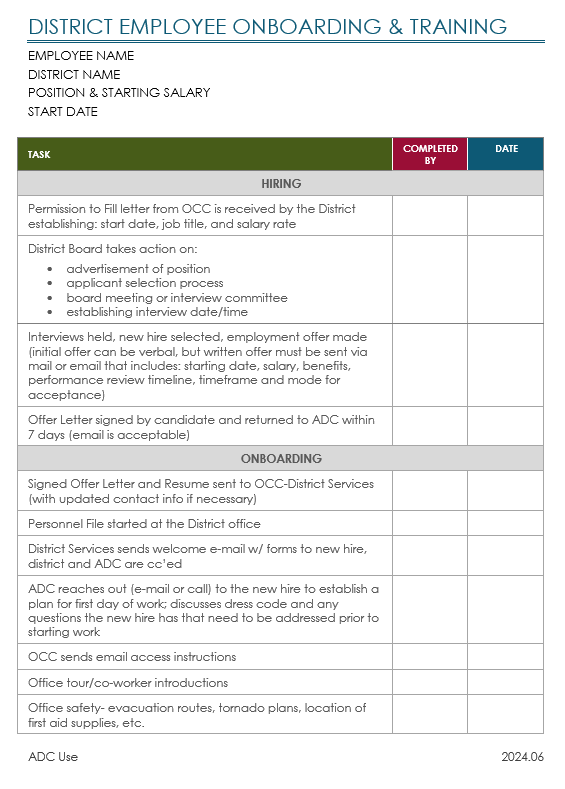 DISTRICT EMPLOYEE ONBOARDING & TRAINING
EMPLOYEE NAME
DISTRICT NAME
POSITION & STARTING SALARY
START DATE
TASK
COMPLETED
BY
DATE
HIRING
Permission to Fill letter from OCC is received by the District
establishing: start date, job title, and salary rate
District Board takes action on:
• advertisement of position
• applicant selection process
• board meeting or interview committee
• establishing interview date/time
Interviews held, new hire selected, employment offer made
(initial offer can be verbal, but written offer must be sent via
mail or email that includes: starting date, salary, benefits,
performance review timeline, timeframe and mode for
acceptance)
Offer Letter signed by candidate and returned to ADC within
7 days (email is acceptable)
ONBOARDING
Signed Offer Letter and Resume sent to OCC-District Services
(with updated contact info if necessary)
Personnel File started at the District office
District Services sends welcome e-mail w/ forms to new hire,
district and ADC are cc'ed
ADC reaches out (e-mail or call) to the new hire to establish a
plan for first day of work; discusses dress code and any
questions the new hire has that need to be addressed prior to
starting work
OCC sends email access instructions
Office tour/co-worker introductions
Office safety- evacuation routes, tornado plans, location of
first aid supplies, etc.
ADC Use
2024.06